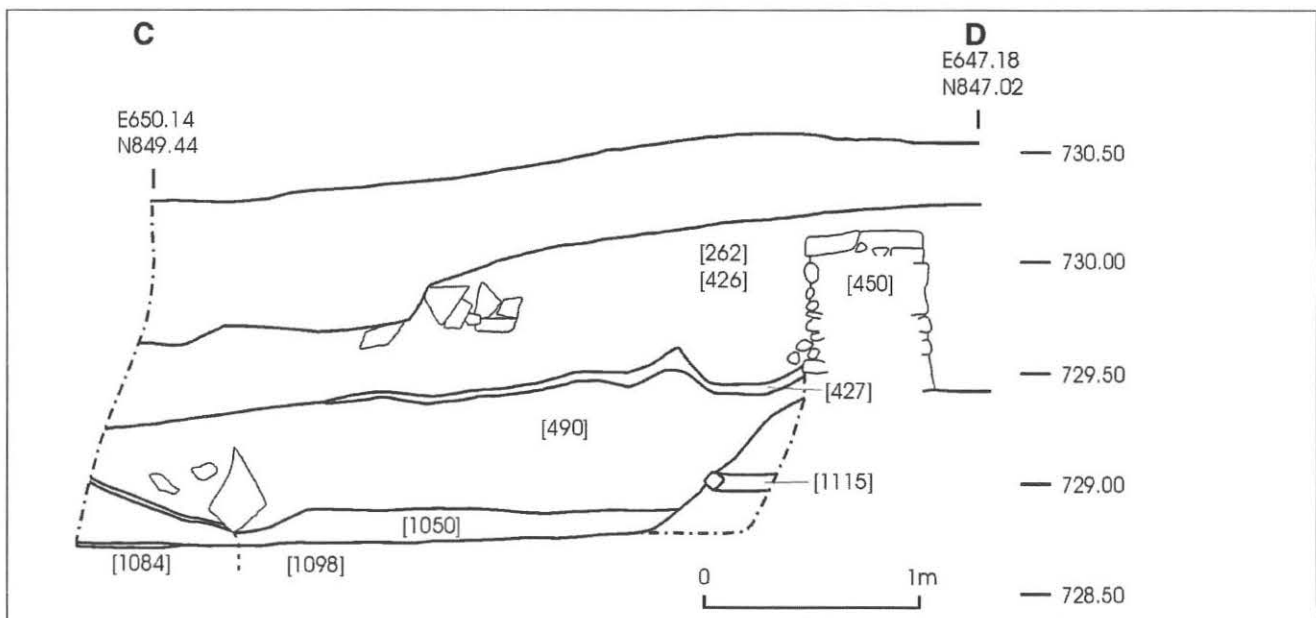 C
D
E647.18
N847.02
E650.14
N849.44
730.50
[262]
[426]
730.00
[450]
729.50
[427]
[490]
729.00
[1115]
[1050]
[1084]
[1098]
0
1m
728.50